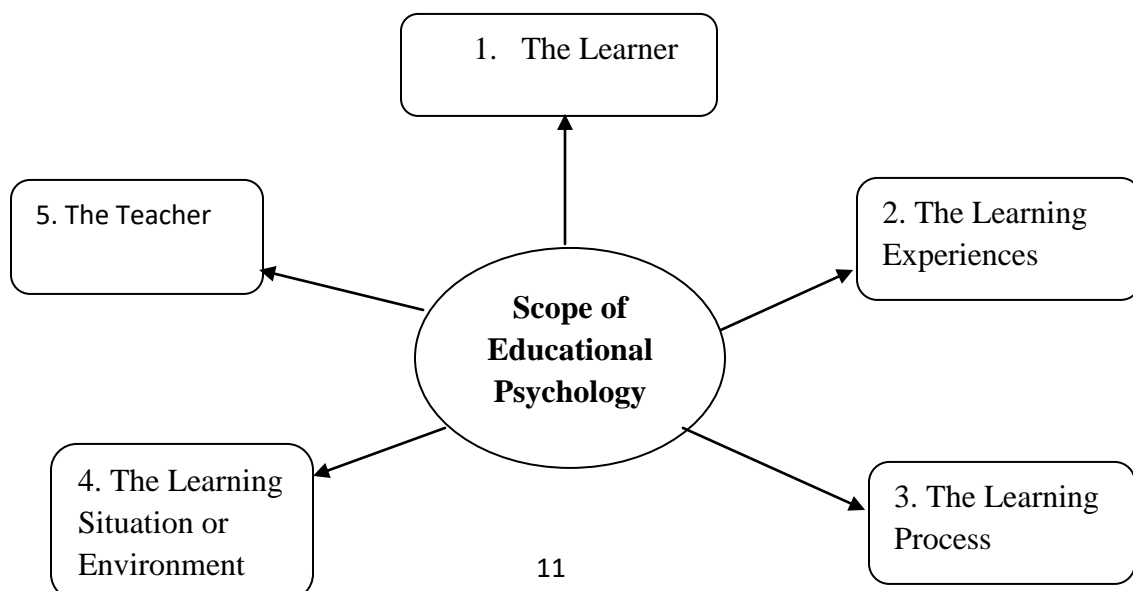 1. The Learner
5. The Teacher
2. The Learning
Experiences
Scope of
Educational
Psychology
4. The Learning
Situation or
Environment
3. The Learning
Process
11